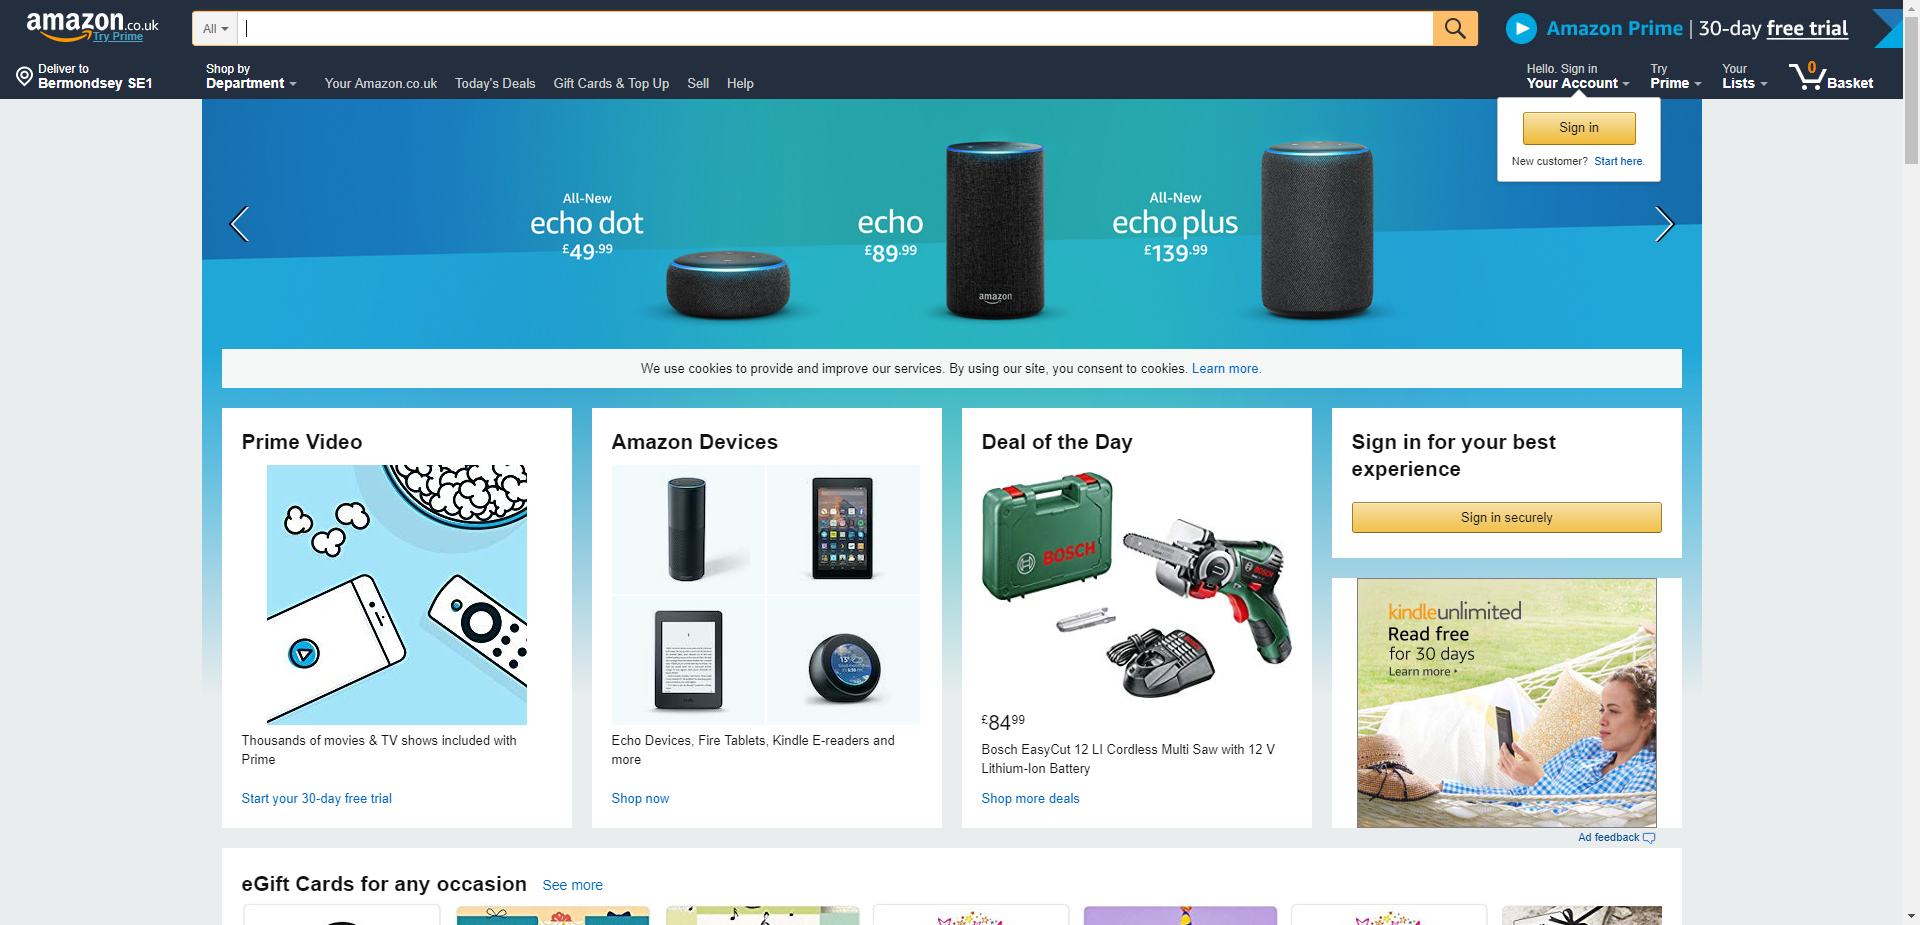 amazon.co.uk
Try Prime
All
Amazon Prime | 30-day free trial
Deliver to
Bermondsey SE1
Shop by
Department
Your Amazon.co.uk
Today's Deals
Gift Cards & Top Up
Sell
Help
Hello. Sign in
Your Account
Try
Prime
Your
Lists
0
Basket
Sign in
New customer? Start here.
All-New
echo dot
£49.99
echo
£89.99
amazon
All-New
echo plus
£139.99
We use cookies to provide and improve our services. By using our site, you consent to cookies. Learn more.
Prime Video
Thousands of movies & TV shows included with
Prime
Start your 30-day free trial
Amazon Devices
Echo Devices, Fire Tablets, Kindle E-readers and
more
Shop now
Deal of the Day
BOSCH
BOSCH
£84.99
Bosch EasyCut 12 LI Cordless Multi Saw with 12 V
Lithium-Ion Battery
Shop more deals
Sign in for your best
experience
Sign in securely
kindleunlimited
Read free
for 30 days
Learn more
Ad feedback
eGift Cards for any occasion
See more